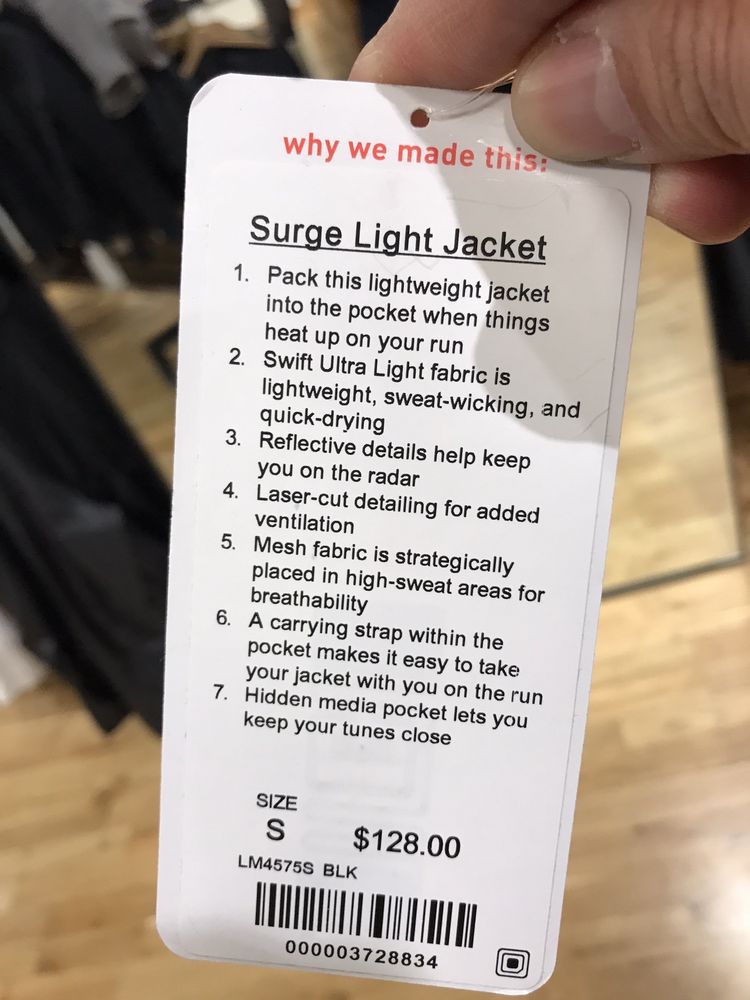 why we made this:
Surge Light Jacket
1. Pack this lightweight jacket
into the pocket when things
heat up on your run
2. Swift Ultra Light fabric is
lightweight, sweat-wicking, and
quick-drying
3. Reflective details help keep
you on the radar
4. Laser-cut detailing for added
ventilation
5. Mesh fabric is strategically
placed in high-sweat areas for
breathability
6. A carrying strap within the
pocket makes it easy to take
your jacket with you on the run
7. Hidden media pocket lets you
keep your tunes close
SIZE
S $128.00
LM4575S BLK
000003728834